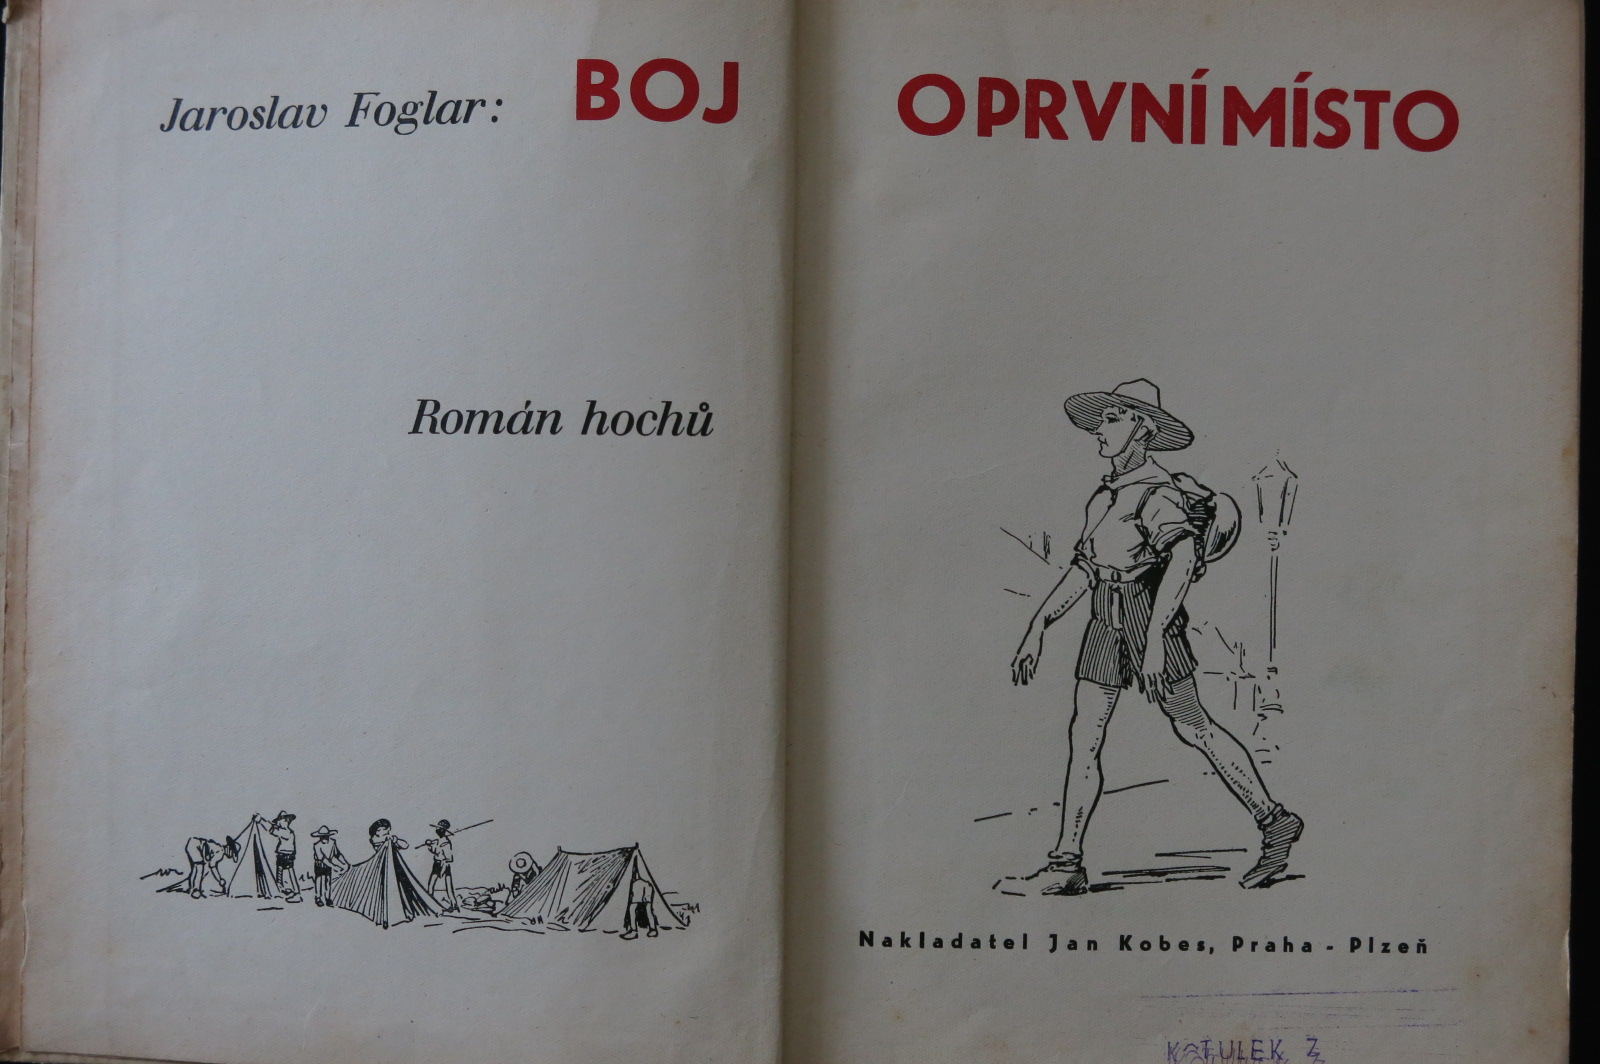 Jaroslav Foglar: BOJ O PRVNÍ MÍSTO
Román hochů
Nakladatel Jan Kobes, Praha - Plzeň